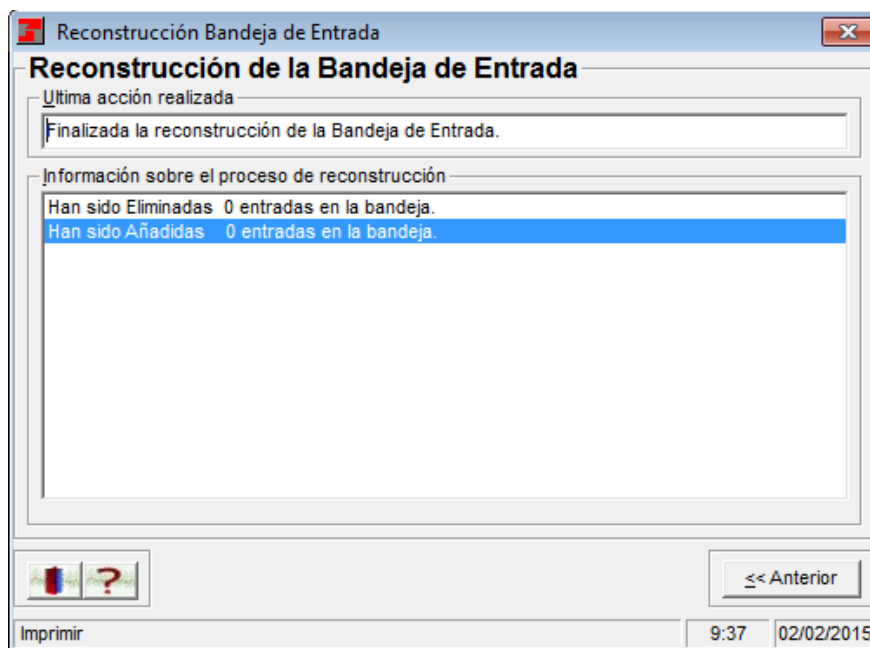 Reconstrucción Bandeja de Entrada
Reconstrucción de la Bandeja de Entrada
Ultima acción realizada
Finalizada la reconstrucción de la Bandeja de Entrada.
Información sobre el proceso de reconstrucción
Han sido Eliminadas 0 entradas en la bandeja.
Han sido Añadidas 0 entradas en la bandeja.
?
<< Anterior
Imprimir 9:37 02/02/2015